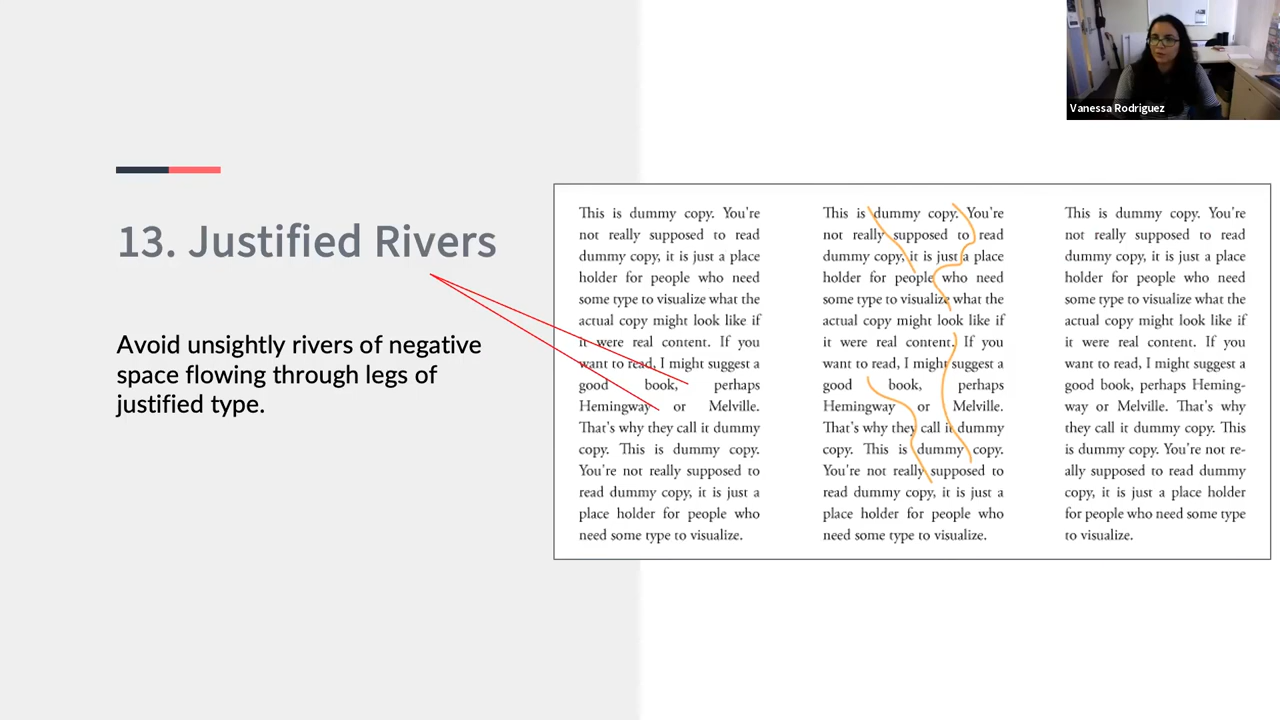 Vanessa Rodriguez
13. Justified Rivers
Avoid unsightly rivers of negative
space flowing through legs of
justified type.
This is dummy copy. You're
not really supposed to read
dummy copy, it is just a place
holder for people who need
some type to visualize what the
actual copy might look like if
it were real content. If you
want to read, I might suggest a
good book, perhaps
Hemingway or Melville.
That's why they call it dummy
copy. This is dummy copy.
You're not really supposed to
read dummy copy, it is just a
place holder for people who
need some type to visualize.
This is dummy copy. You're
not really supposed to read
dummy copy, it is just a place
holder for people who need
some type to visualize what the
actual copy might look like if
it were real content. If you
want to read, I might suggest a
good book, perhaps
Hemingway or Melville.
That's why they call it dummy
copy. This is dummy copy.
You're not really supposed to
read dummy copy, it is just a
place holder for people who
need some type to visualize.
This is dummy copy. You're
not really supposed to read
dummy copy, it is just a place
holder for people who need
some type to visualize what the
actual copy might look like if
it were real content. If you
want to read, I might suggest a
good book, perhaps Heming-
way or Melville. That's why
they call it dummy copy. This
is dummy copy. You're not re-
ally supposed to read dummy
copy, it is just a place holder
for people who need some type
to visualize.